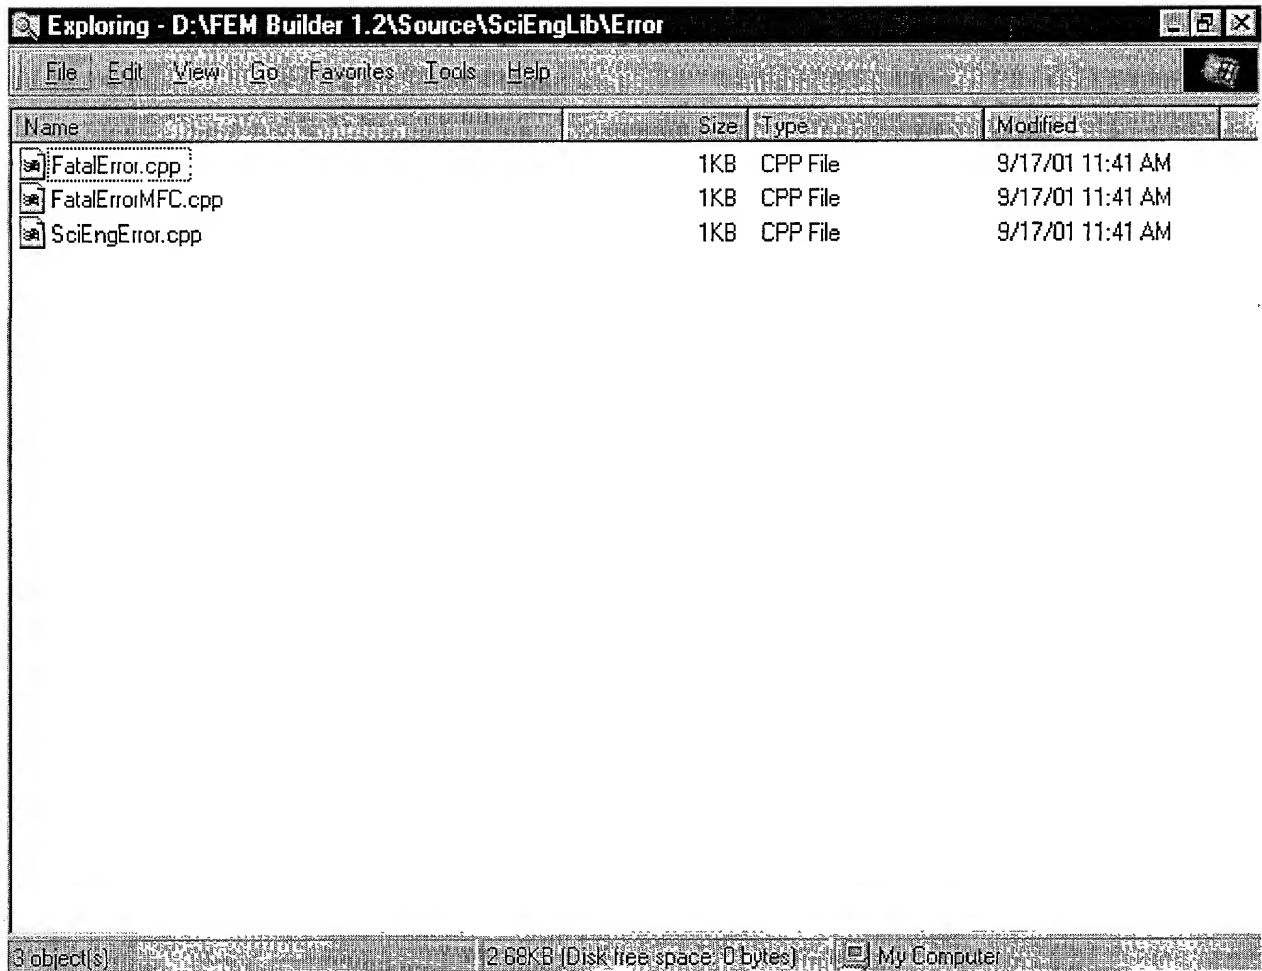 Exploring - D:\FEM Builder 1.2\Source\SciEngLib\Error
File Edit View Go Favorites Tools Help
Name Size Type Modified
FatalError.cpp 1KB CPP File 9/17/01 11:41 AM
FatalErrorMFC.cpp 1KB CPP File 9/17/01 11:41 AM
SciEngError.cpp 1KB CPP File 9/17/01 11:41 AM
3 object(s) 2.68KB (Disk free space: 0 bytes) My Computer